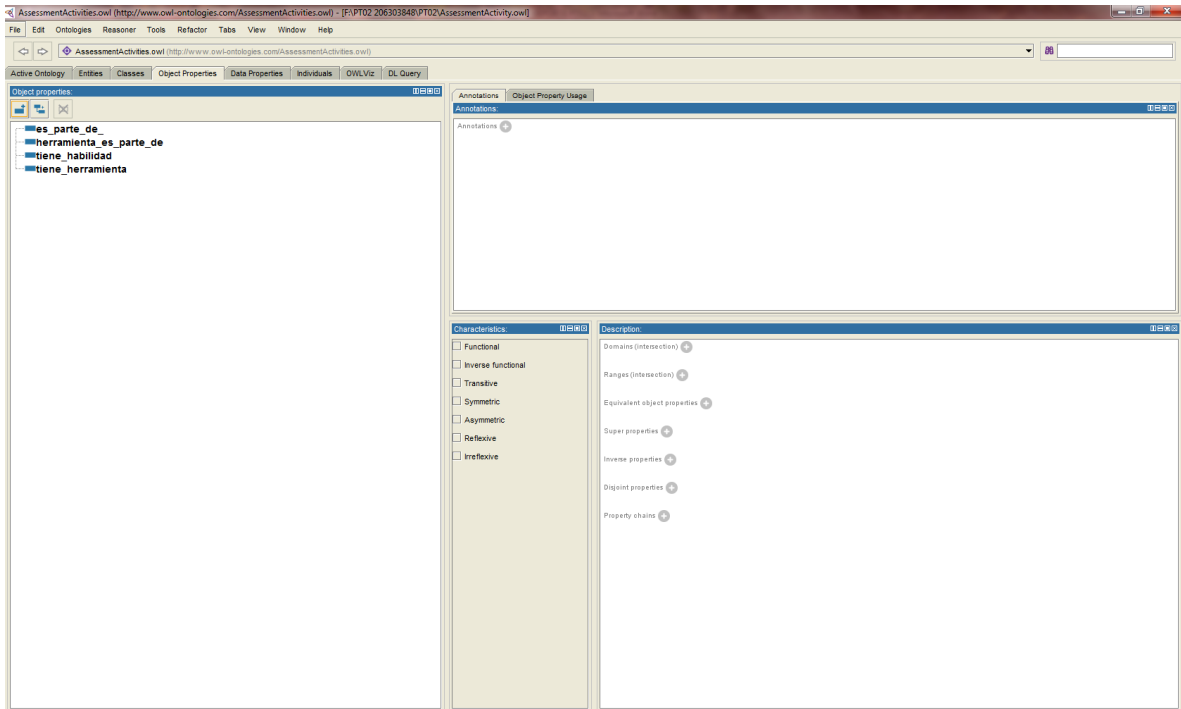 AssessmentActivities.owl (http://www.owl-ontologies.com/AssessmentActivities.owl) - [F:\PT02 206303848\PT02\AssessmentActivity.owl]
File Edit Ontologies Reasoner Tools Refactor Tabs View Window Help
AssessmentActivities.owl (http://www.owl-ontologies.com/AssessmentActivities.owl)
Active Ontology Entities Classes Object Properties Data Properties Individuals OWLViz DL Query
Object properties:
es_parte_de_
herramienta_es_parte_de
tiene_habilidad
tiene_herramienta
Annotations Object Property Usage
Annotations:
Annotations
Characteristics:
Functional
Inverse functional
Transitive
Symmetric
Asymmetric
Reflexive
Irreflexive
Description:
Domains (intersection)
Ranges (intersection)
Equivalent object properties
Super properties
Inverse properties
Disjoint properties
Property chains